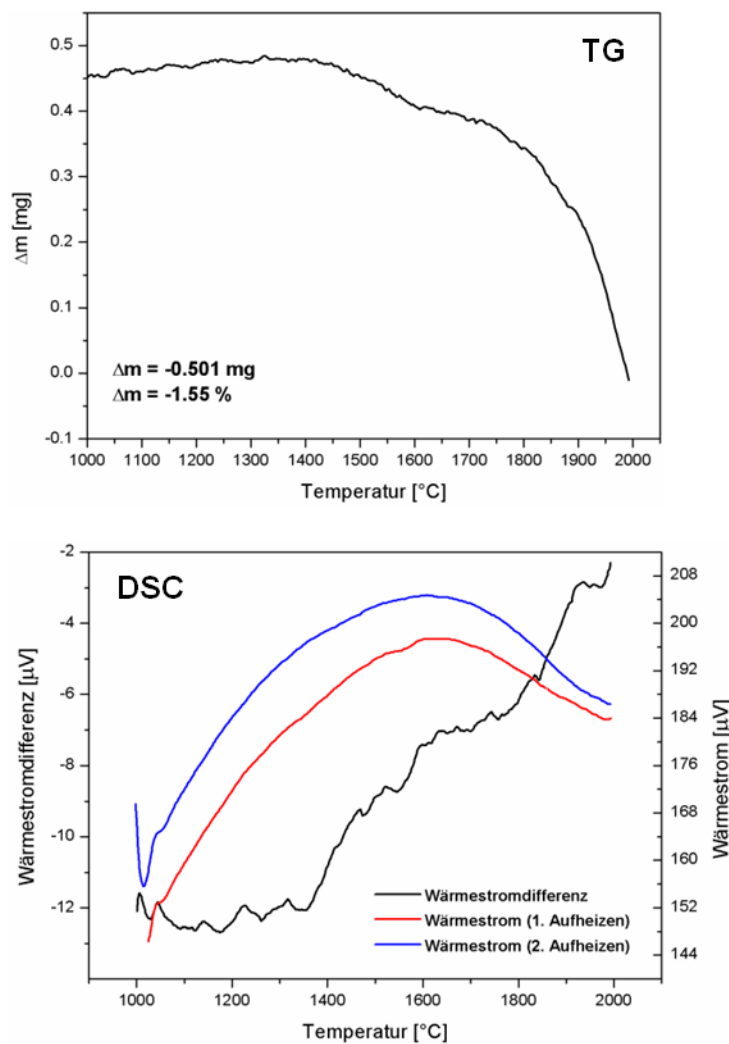 TG
0.5
0.4
0.3
0.2
0.1
0.0
-0.1
Δm [mg]
Δm = -0.501 mg
Δm = -1.55 %
1000 1100 1200 1300 1400 1500 1600 1700 1800 1900 2000
Temperatur [°C]
DSC
-2
-4
-6
-8
-10
-12
Wärmestromdifferenz [µV]
208
200
192
184
176
168
160
152
144
Wärmestrom [µV]
Wärmestromdifferenz
Wärmestrom (1. Aufheizen)
Wärmestrom (2. Aufheizen)
1000 1200 1400 1600 1800 2000
Temperatur [°C]